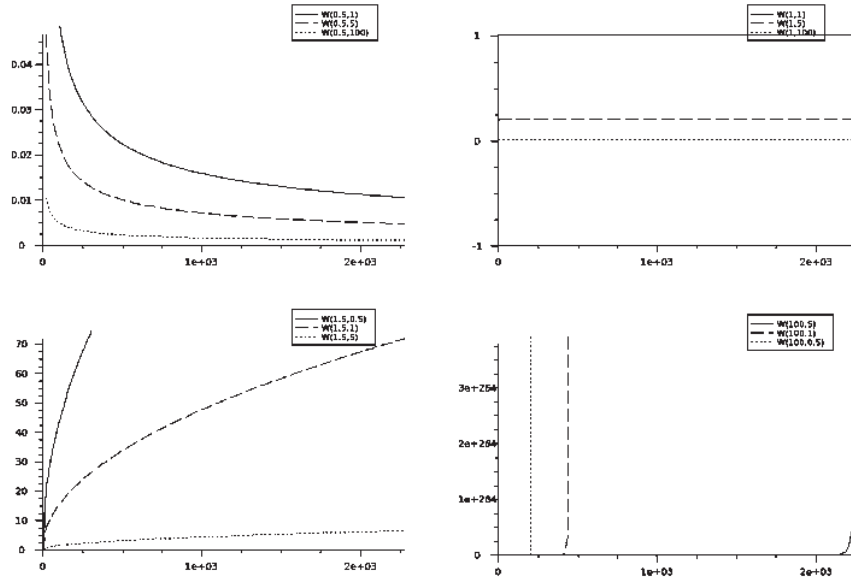 W(0.5,1)
W(0.5,5)
W(0.5,100)
0.04
0.03
0.02
0.01
0
0
1e+03
2e+03
W(1,1)
W(1,5)
W(1,100)
1
0
-1
0
1e+03
2e+03
W(1.5,0.5)
W(1.5,1)
W(1.5,5)
70
60
50
40
30
20
10
0
0
1e+03
2e+03
W(100,5)
W(100,1)
W(100,0.5)
3e+264
2e+264
1e+264
0
0
1e+03
2e+03